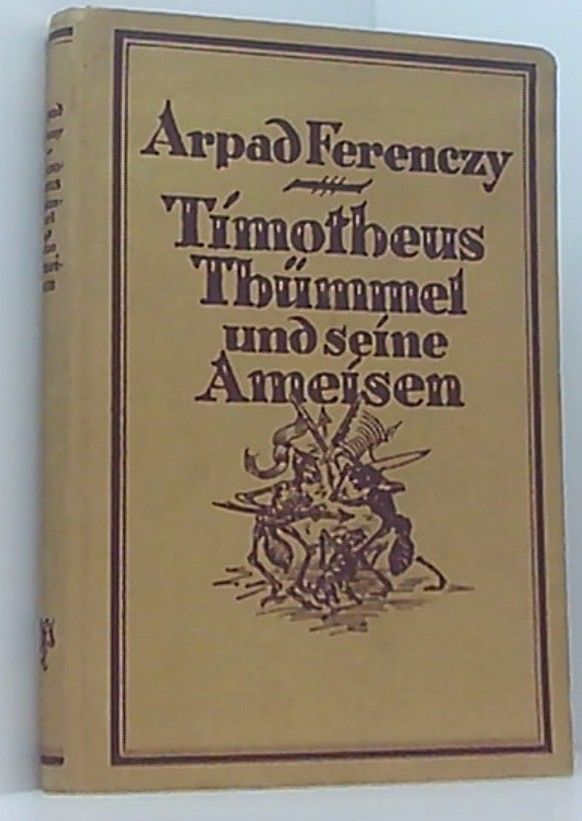 Arpad Ferenczy
Timotheus
Thümmel
und seine
Ameisen